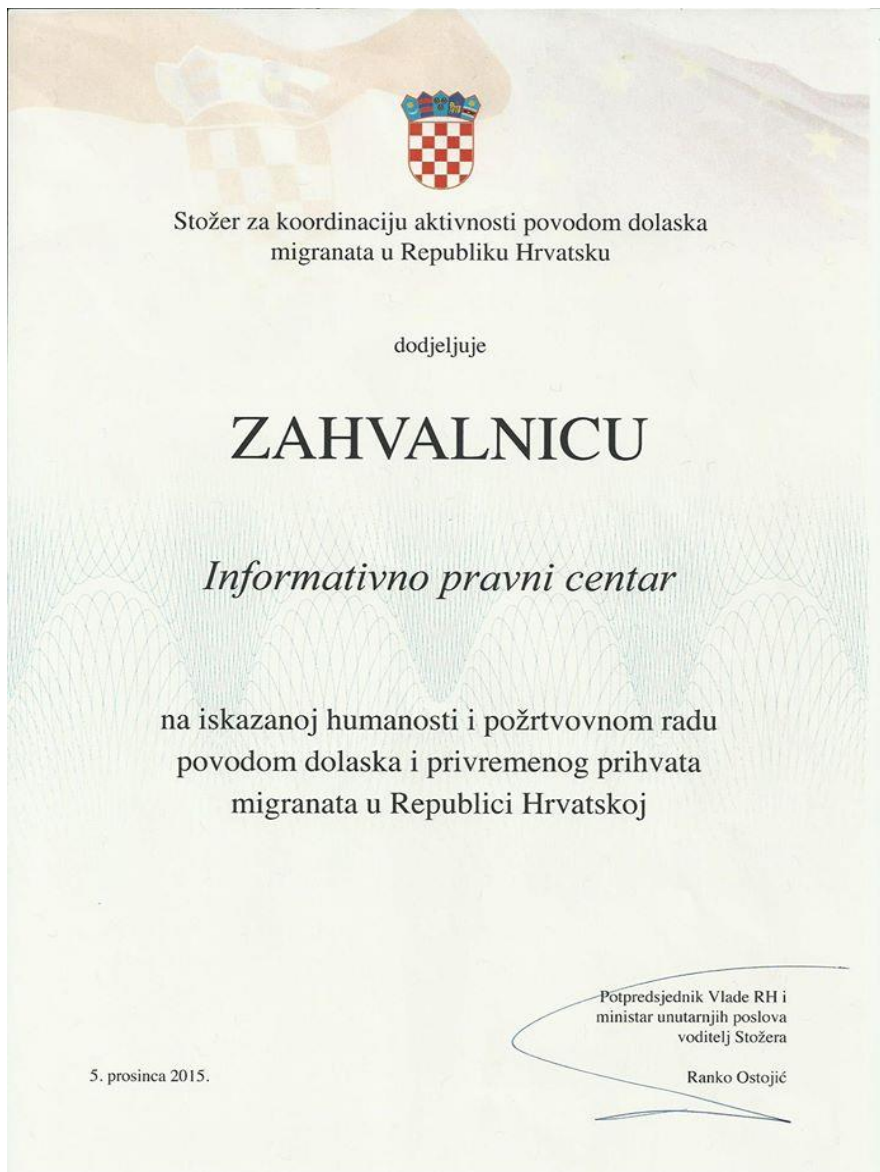 Stožer za koordinaciju aktivnosti povodom dolaska
migranata u Republiku Hrvatsku
dodjeljuje
ZAHVALNICU
Informativno pravni centar
na iskazanoj humanosti i požrtvovnom radu
povodom dolaska i privremenog prihvata
migranata u Republici Hrvatskoj
Potpredsjednik Vlade RH i
ministar unutarnjih poslova
voditelj Stožera
5. prosinca 2015.
Ranko Ostojić